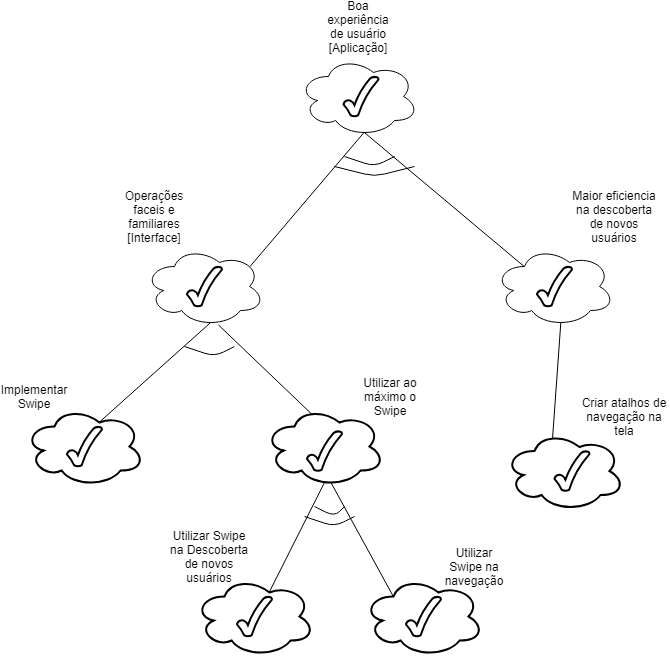 Boa
experiência
de usuário
[Aplicação]
Operações
faceis e
familiares
[Interface]
Maior eficiencia
na descoberta
de novos
usuários
Implementar
Swipe
Utilizar ao
máximo o
Swipe
Criar atalhos de
navegação na
tela
Utilizar Swipe
na Descoberta
de novos
usuários
Utilizar
Swipe na
navegação